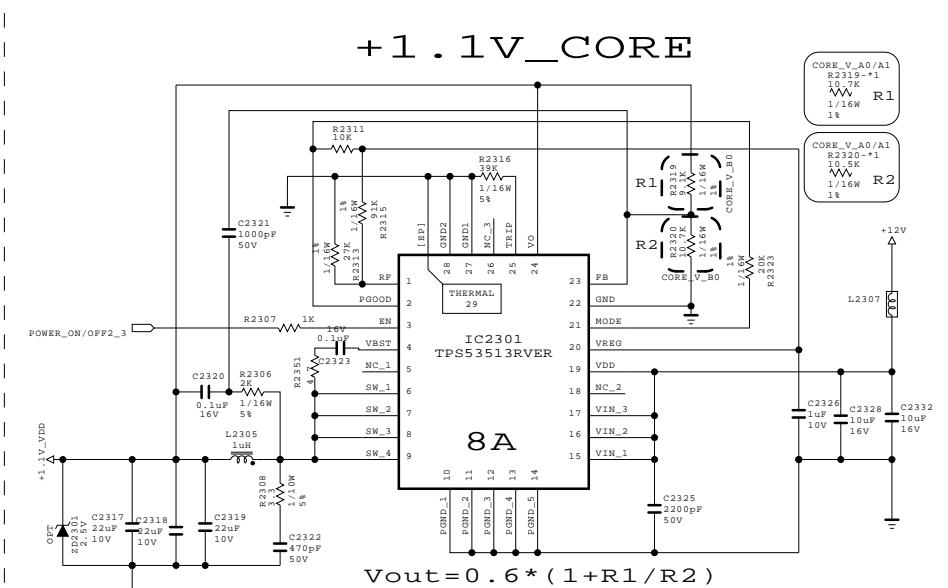 +1.1V_CORE
CORE_V_A0/A1
R2319-*1
10.7K
R1
1/16W
1%
CORE_V_A0/A1
R2320-*1
10.5K
R2
1/16W
1%
R2311
10K
R2316
39K
1/16W
5%
R1
R2319
9.1K
1/16W
1%
CORE_V_B0
R2
R2320
10.7K
1/16W
1%
CORE_V_B0
+12V
C2321
1000pF
50V
1%
1/16W
91K
R2315
1%
1/16W
27K
R2313
[EP]
GND2
GND1
NC_3
TRIP
VO
28
27
26
25
24
1%
1/16W
20K
R2323
L2307
RF
1
PGOOD
2
EN
3
VBST
4
NC_1
5
SW_1
6
SW_2
7
SW_3
8
SW_4
9
THERMAL
29
IC2301
TPS53513RVER
8A
23
FB
22
GND
21
MODE
20
VREG
19
VDD
18
NC_2
17
VIN_3
16
VIN_2
15
VIN_1
POWER_ON/OFF2_3
R2307
1K
16V
0.1uF
C2323
R2351
C2320
0.1uF
16V
R2306
2K
1/16W
5%
L2305
1uH
+1.1V_VDD
R2308
3.3
1/10W
5%
10
11
12
13
14
PGND_1
PGND_2
PGND_3
PGND_4
PGND_5
C2326
1uF
10V
C2328
10uF
16V
C2332
10uF
16V
C2325
2200pF
50V
OPT
ZD2301
2.5V
C2317
22uF
10V
C2318
22uF
10V
C2319
22uF
10V
C2322
470pF
50V
Vout=0.6*(1+R1/R2)